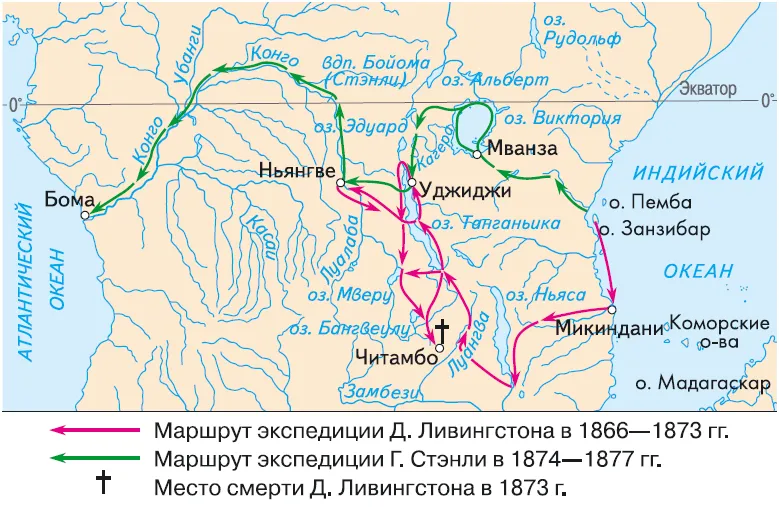 оз.
Рудольф
Убанги
Конго
вдп. Бойома
(Стэнли)
оз. Альберт
Экватор
0°
0°
оз. Эдуард
оз. Виктория
Конго
Кагера
Мванза
Ньянгве
Уджиджи
ИНДИЙСКИЙ
Бома
о. Пемба
АТЛАНТИЧЕСКИЙ
ОКЕАН
Касаи
Луалаба
оз. Танганьика
о. Занзибар
ОКЕАН
оз. Мверу
оз. Ньяса
оз. Бангвеулу
Микиндани
Коморские
о-ва
Читамбо
Луангва
Замбези
о. Мадагаскар
Маршрут экспедиции Д. Ливингстона в 1866—1873 гг.
Маршрут экспедиции Г. Стэнли в 1874—1877 гг.
Место смерти Д. Ливингстона в 1873 г.